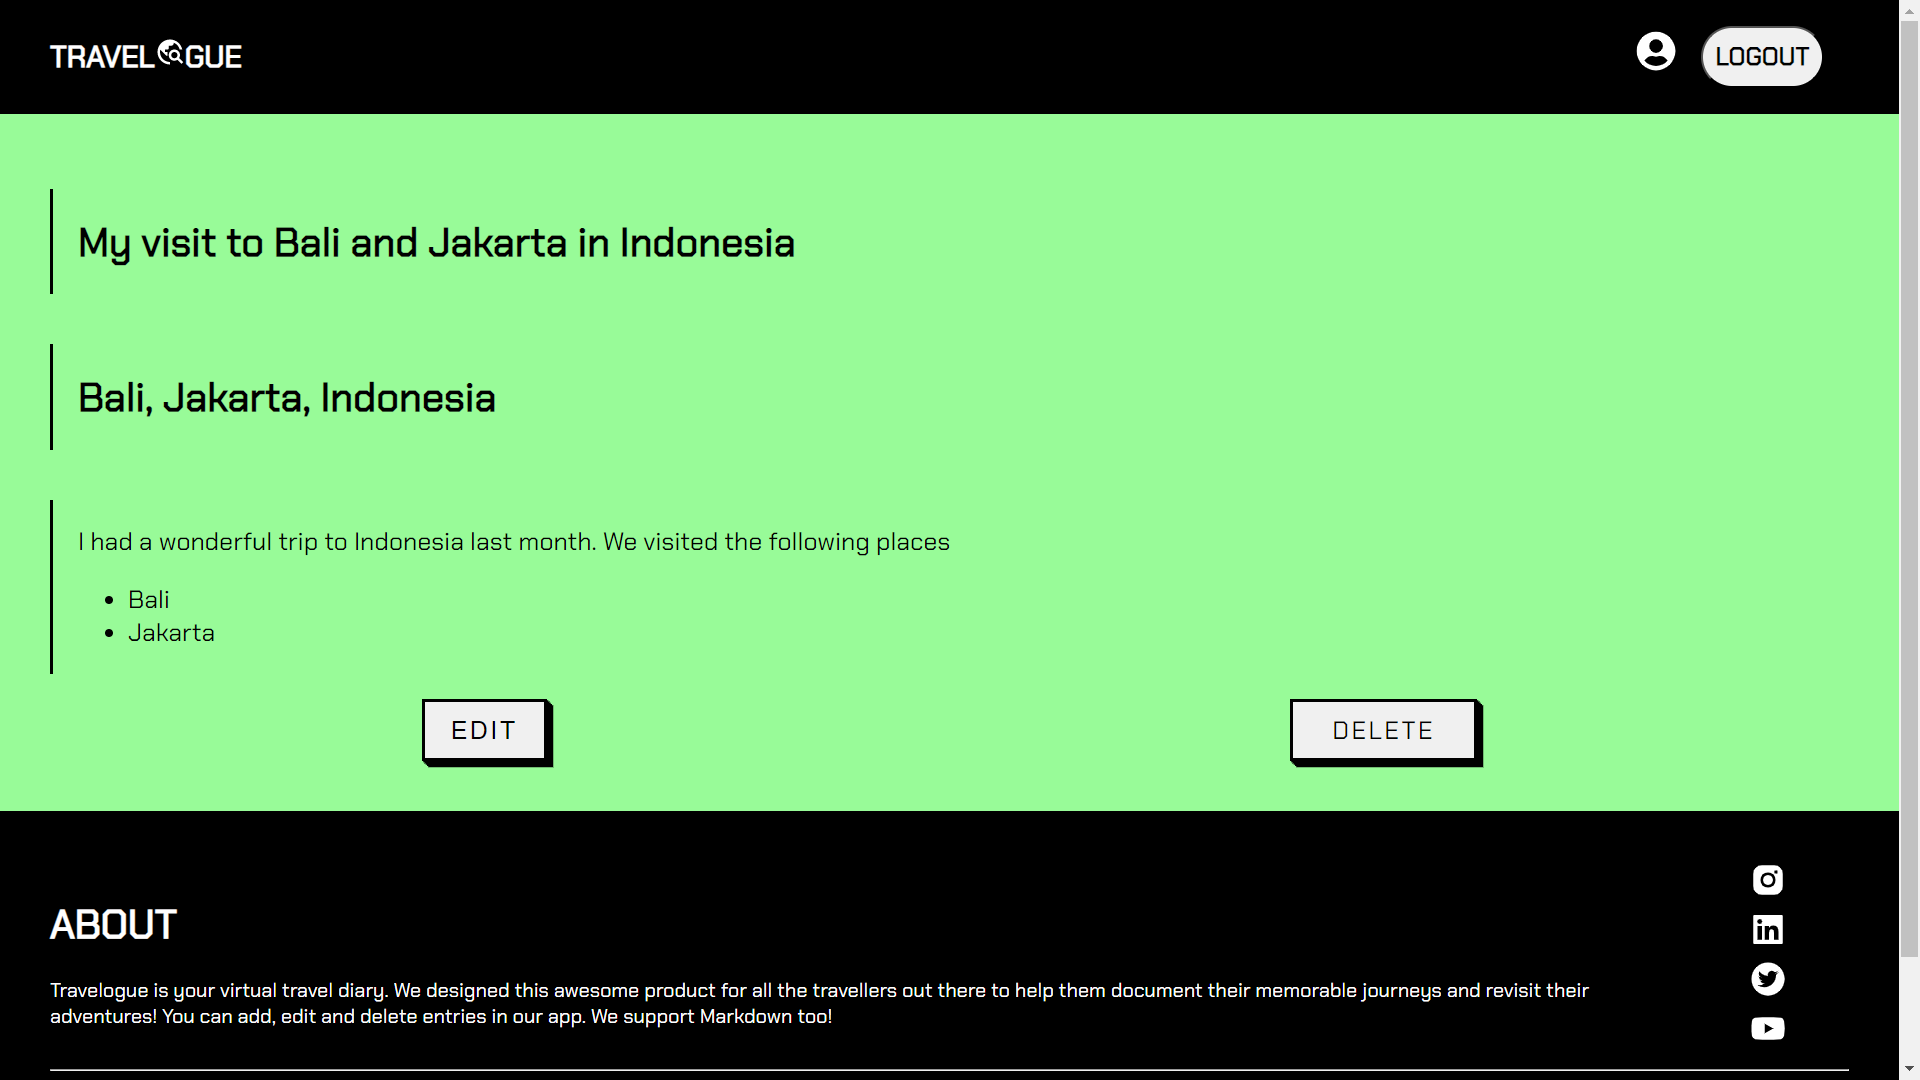 TRAVELOGUE
LOGOUT
My visit to Bali and Jakarta in Indonesia
Bali, Jakarta, Indonesia
I had a wonderful trip to Indonesia last month. We visited the following places
• Bali
• Jakarta
EDIT
DELETE
ABOUT
Travelogue is your virtual travel diary. We designed this awesome product for all the travellers out there to help them document their memorable journeys and revisit their
adventures! You can add, edit and delete entries in our app. We support Markdown too!